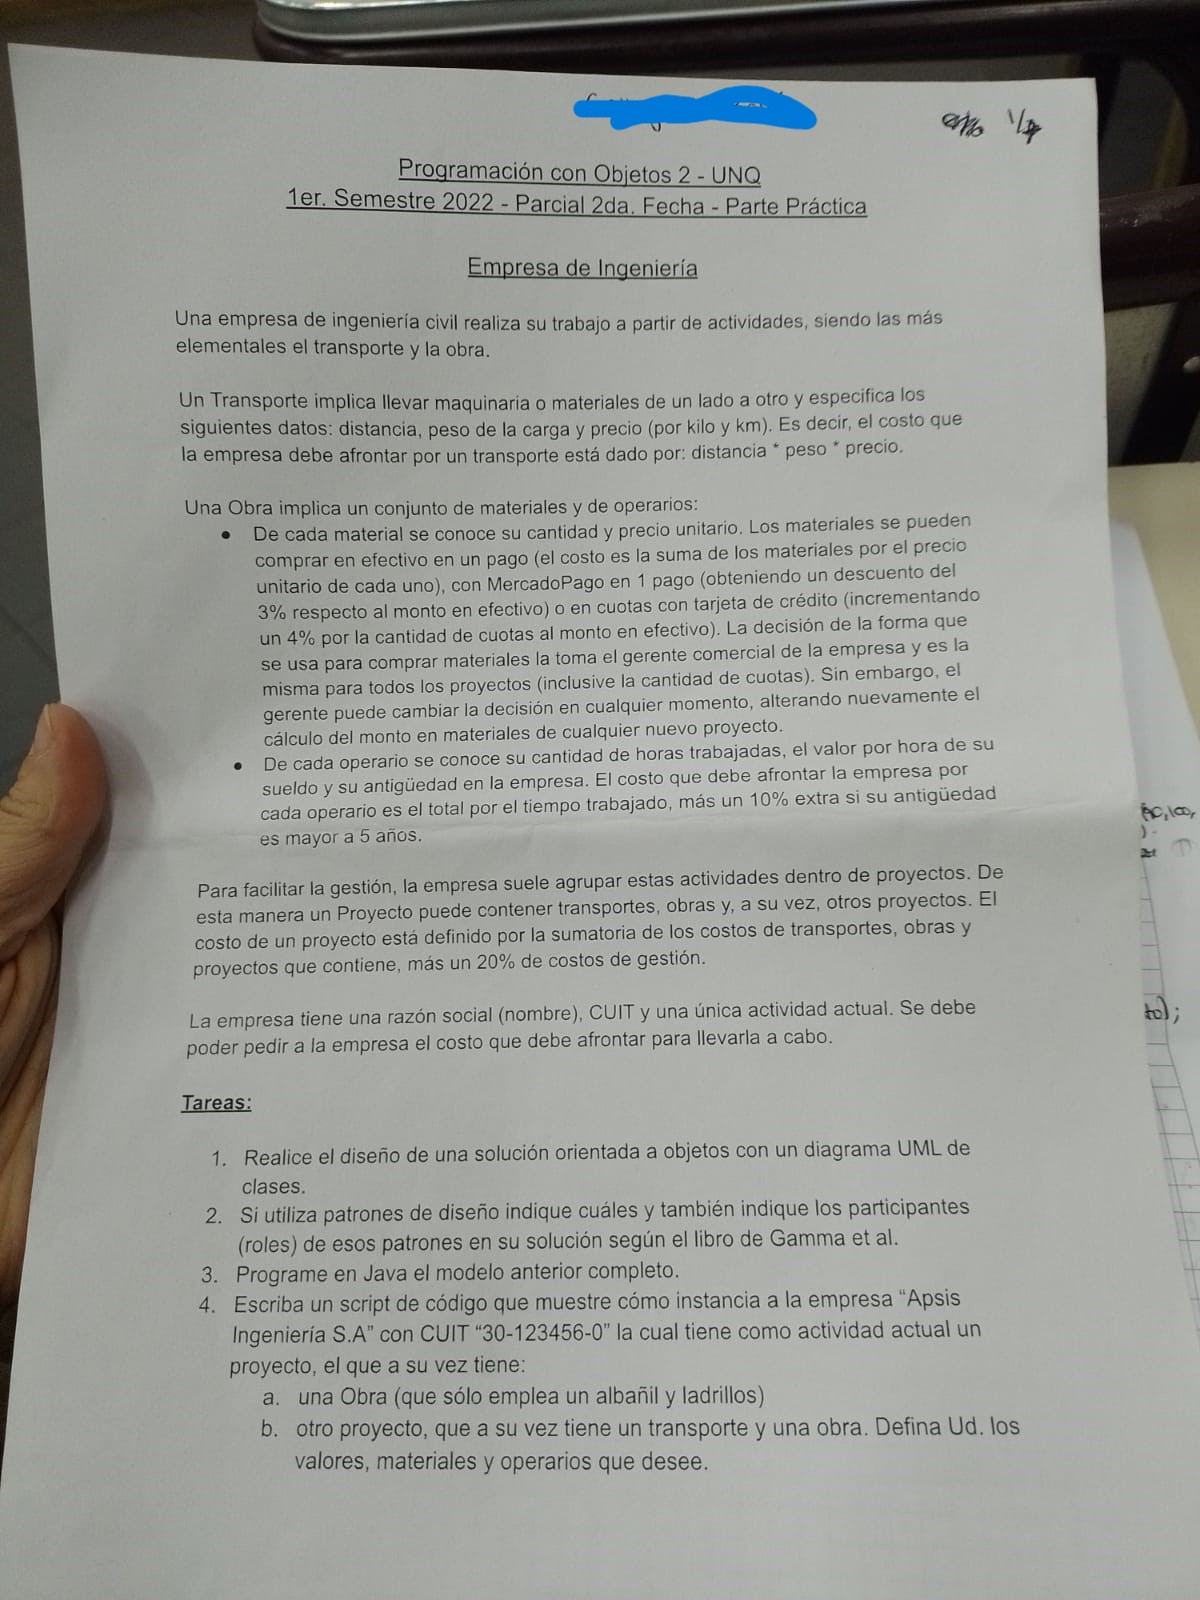 1/
Programación con Objetos 2 - UNQ
1er. Semestre 2022 - Parcial 2da. Fecha - Parte Práctica
Empresa de Ingeniería
Una empresa de ingeniería civil realiza su trabajo a partir de actividades, siendo las más
elementales el transporte y la obra.
Un Transporte implica llevar maquinaria o materiales de un lado a otro y especifica los
siguientes datos: distancia, peso de la carga y precio (por kilo y km). Es decir, el costo que
la empresa debe afrontar por un transporte está dado por: distancia * peso * precio.
Una Obra implica un conjunto de materiales y de operarios:
● De cada material se conoce su cantidad y precio unitario. Los materiales se pueden
comprar en efectivo en un pago (el costo es la suma de los materiales por el precio
unitario de cada uno), con MercadoPago en 1 pago (obteniendo un descuento del
3% respecto al monto en efectivo) o en cuotas con tarjeta de crédito (incrementando
un 4% por la cantidad de cuotas al monto en efectivo). La decisión de la forma que
se usa para comprar materiales la toma el gerente comercial de la empresa y es la
misma para todos los proyectos (inclusive la cantidad de cuotas). Sin embargo, el
gerente puede cambiar la decisión en cualquier momento, alterando nuevamente el
cálculo del monto en materiales de cualquier nuevo proyecto.
● De cada operario se conoce su cantidad de horas trabajadas, el valor por hora de su
sueldo y su antigüedad en la empresa. El costo que debe afrontar la empresa por
cada operario es el total por el tiempo trabajado, más un 10% extra si su antigüedad
es mayor a 5 años.
Para facilitar la gestión, la empresa suele agrupar estas actividades dentro de proyectos. De
esta manera un Proyecto puede contener transportes, obras y, a su vez, otros proyectos. El
costo de un proyecto está definido por la sumatoria de los costos de transportes, obras y
proyectos que contiene, más un 20% de costos de gestión.
La empresa tiene una razón social (nombre), CUIT y una única actividad actual. Se debe
poder pedir a la empresa el costo que debe afrontar para llevarla a cabo.
to);
Tareas:
1. Realice el diseño de una solución orientada a objetos con un diagrama UML de
clases.
2. Si utiliza patrones de diseño indique cuáles y también indique los participantes
(roles) de esos patrones en su solución según el libro de Gamma et al.
3. Programe en Java el modelo anterior completo.
4. Escriba un script de código que muestre cómo instancia a la empresa “Apsis
Ingeniería S.A” con CUIT “30-123456-0” la cual tiene como actividad actual un
proyecto, el que a su vez tiene:
a. una Obra (que sólo emplea un albañil y ladrillos)
b. otro proyecto, que a su vez tiene un transporte y una obra. Defina Ud. los
valores, materiales y operarios que desee.